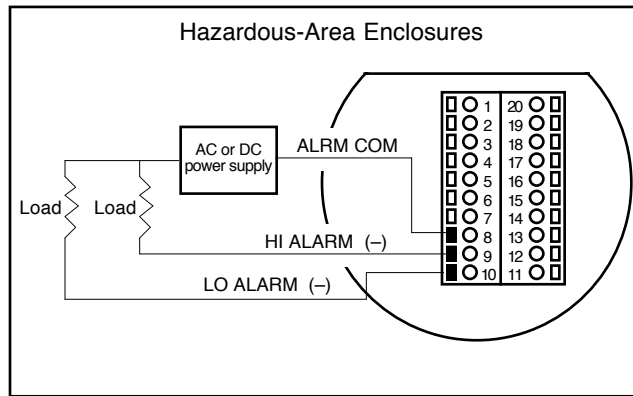 Hazardous-Area Enclosures
AC or DC
power supply
ALRM COM
Load
Load
HI ALARM (–)
LO ALARM (–)
1 20
2 19
3 18
4 17
5 16
6 15
7 14
8 13
9 12
10 11